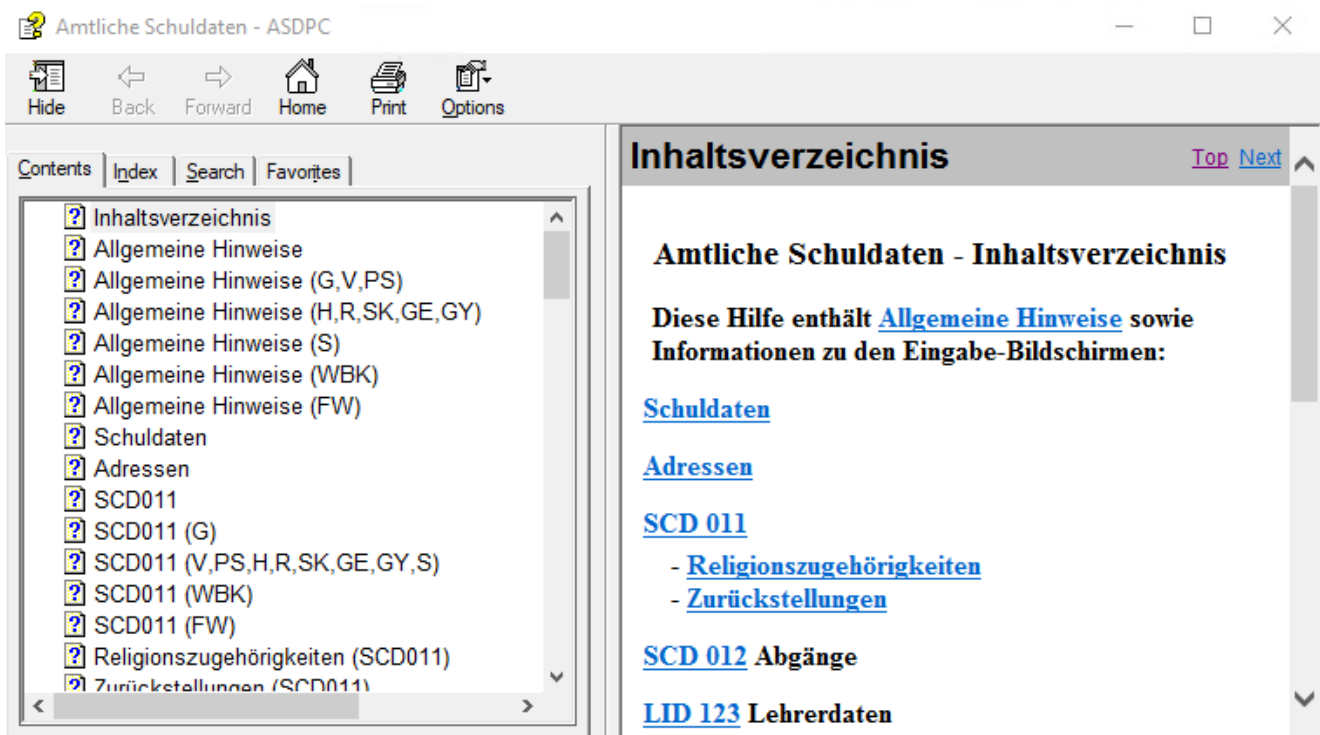 Amtliche Schuldaten - ASDPC
Hide Back Forward Home Print Options
Contents Index Search Favorites
Inhaltsverzeichnis
Allgemeine Hinweise
Allgemeine Hinweise (G,V,PS)
Allgemeine Hinweise (H,R,SK,GE,GY)
Allgemeine Hinweise (S)
Allgemeine Hinweise (WBK)
Allgemeine Hinweise (FW)
Schuldaten
Adressen
SCD011
SCD011 (G)
SCD011 (V,PS,H,R,SK,GE,GY,S)
SCD011 (WBK)
SCD011 (FW)
Religionszugehörigkeiten (SCD011)
Zurückstellungen (SCD011)
Inhaltsverzeichnis Top Next
Amtliche Schuldaten - Inhaltsverzeichnis
Diese Hilfe enthält Allgemeine Hinweise sowie
Informationen zu den Eingabe-Bildschirmen:
Schuldaten
Adressen
SCD 011
- Religionszugehörigkeiten
- Zurückstellungen
SCD 012 Abgänge
LID 123 Lehrerdaten